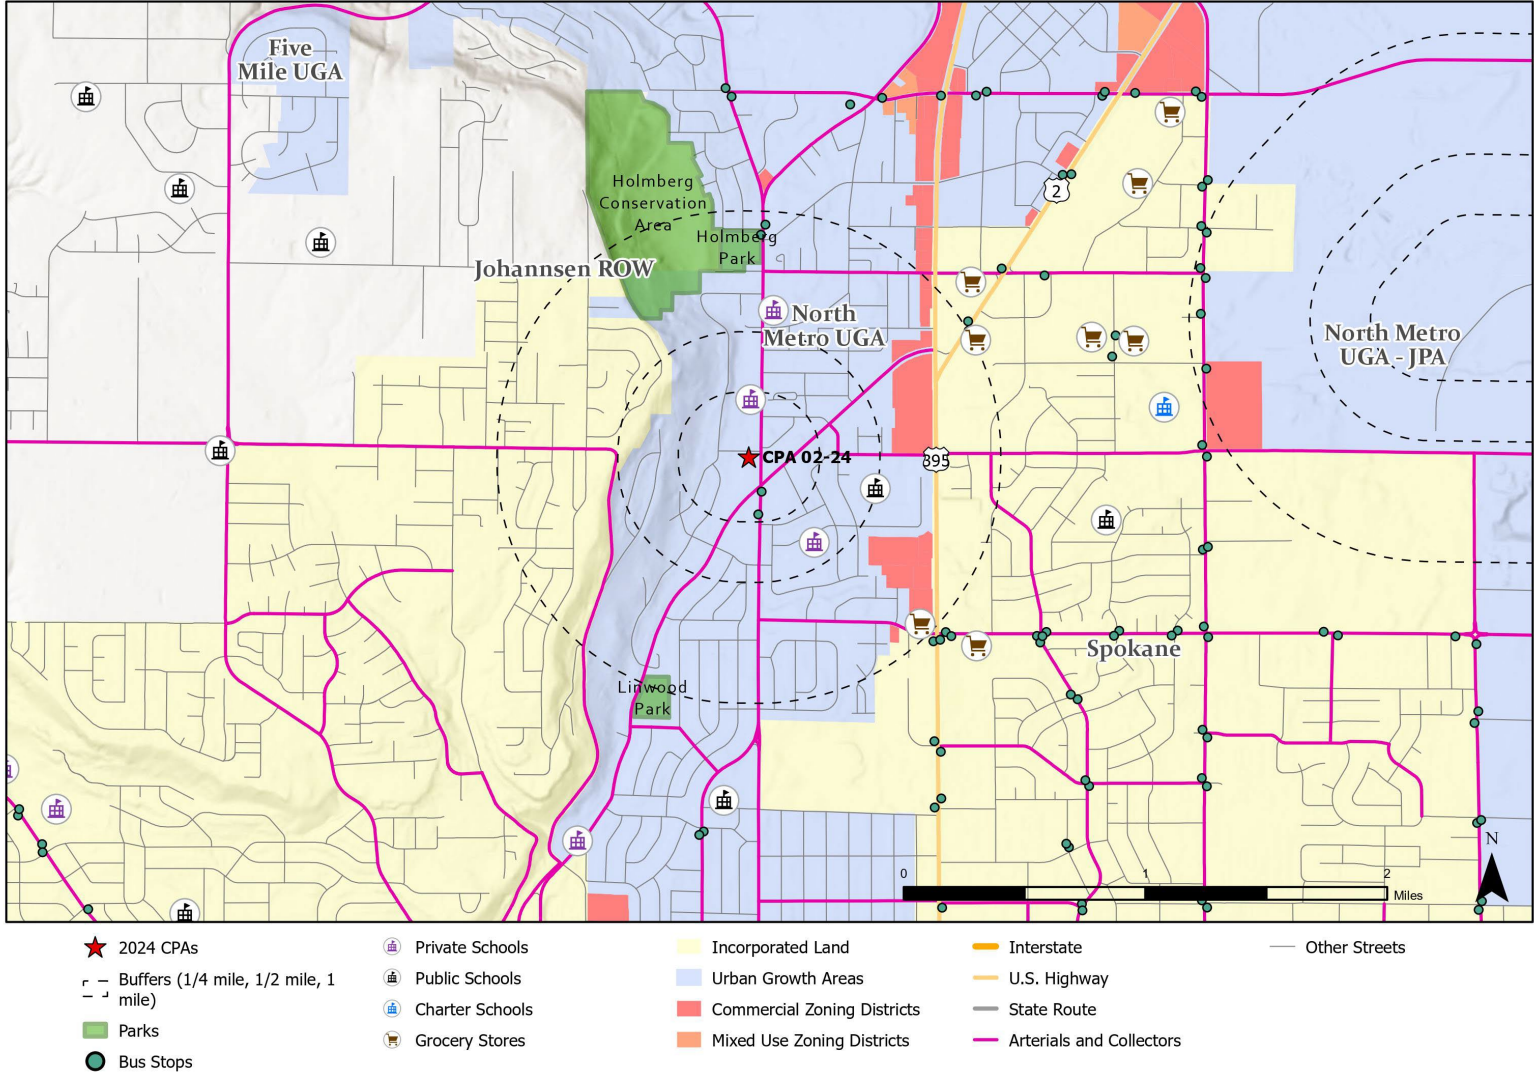 Five
Mile UGA
2
Holmberg
Conservation
Area
Holmberg
Park
Johannsen ROW
North
Metro UGA
North Metro
UGA - JPA
CPA 02-24
395
Spokane
Linwood
Park
N
0
1
2
Miles
2024 CPAs
Buffers (1/4 mile, 1/2 mile, 1
mile)
Parks
Bus Stops
Private Schools
Public Schools
Charter Schools
Grocery Stores
Incorporated Land
Urban Growth Areas
Commercial Zoning Districts
Mixed Use Zoning Districts
Interstate
U.S. Highway
State Route
Arterials and Collectors
Other Streets